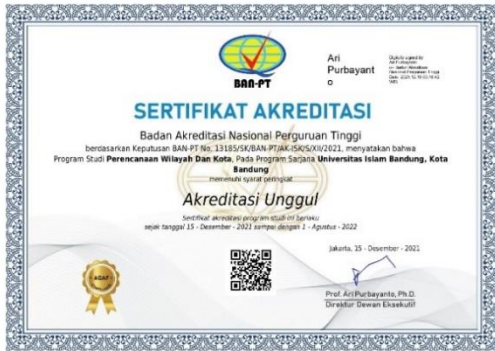 BAN-PT
Ari
Purbayant
o
SERTIFIKAT AKREDITASI
Badan Akreditasi Nasional Perguruan Tinggi
berdasarkan Keputusan BAN-PT No. 13185/SK/BAN-PT/AK-ISK/S/XII/2021, menyatakan bahwa
Program Studi Perencanaan Wilayah Dan Kota, Pada Program Sarjana Universitas Islam Bandung, Kota
Bandung
memenuhi syarat peringkat
Akreditasi Unggul
Sertifikat akreditasi program studi ini berlaku
sejak tanggal 15 - Desember - 2021 sampai dengan 1 - Agustus - 2022
Jakarta, 15 - Desember - 2021
Prof. Ari Purbayanto, Ph.D.
Direktur Dewan Eksekutif